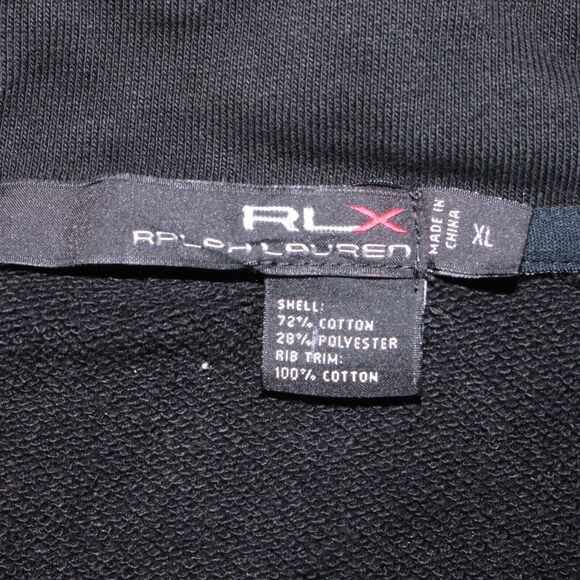 RLX
RALPH LAUREN
MADE IN
CHINA
XL
SHELL:
72% COTTON
28% POLYESTER
RIB TRIM:
100% COTTON